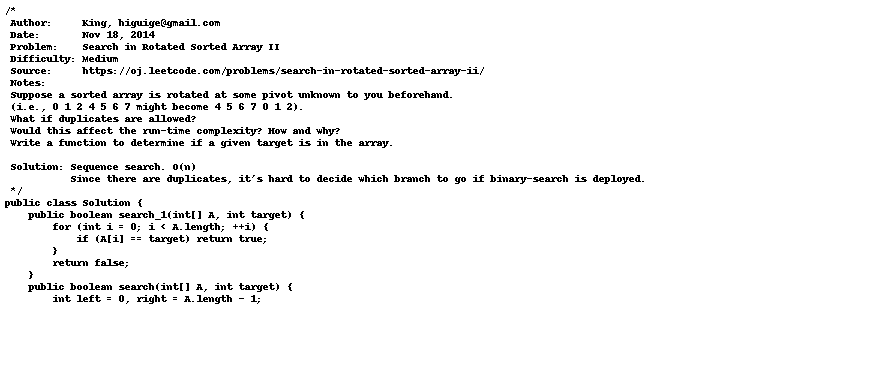 /*
 Author:     King, higuige@gmail.com
 Date:       Nov 18, 2014
 Problem:    Search in Rotated Sorted Array II
 Difficulty: Medium
 Source:     https://oj.leetcode.com/problems/search-in-rotated-sorted-array-ii/
 Notes:
 Suppose a sorted array is rotated at some pivot unknown to you beforehand.
 (i.e., 0 1 2 4 5 6 7 might become 4 5 6 7 0 1 2).
 What if duplicates are allowed?
 Would this affect the run-time complexity? How and why?
 Write a function to determine if a given target is in the array.

 Solution: Sequence search. O(n)
           Since there are duplicates, it's hard to decide which branch to go if binary-search is deployed.
 */
public class Solution {
    public boolean search_1(int[] A, int target) {
        for (int i = 0; i < A.length; ++i) {
            if (A[i] == target) return true;
        }
        return false;
    }
    public boolean search(int[] A, int target) {
        int left = 0, right = A.length - 1;